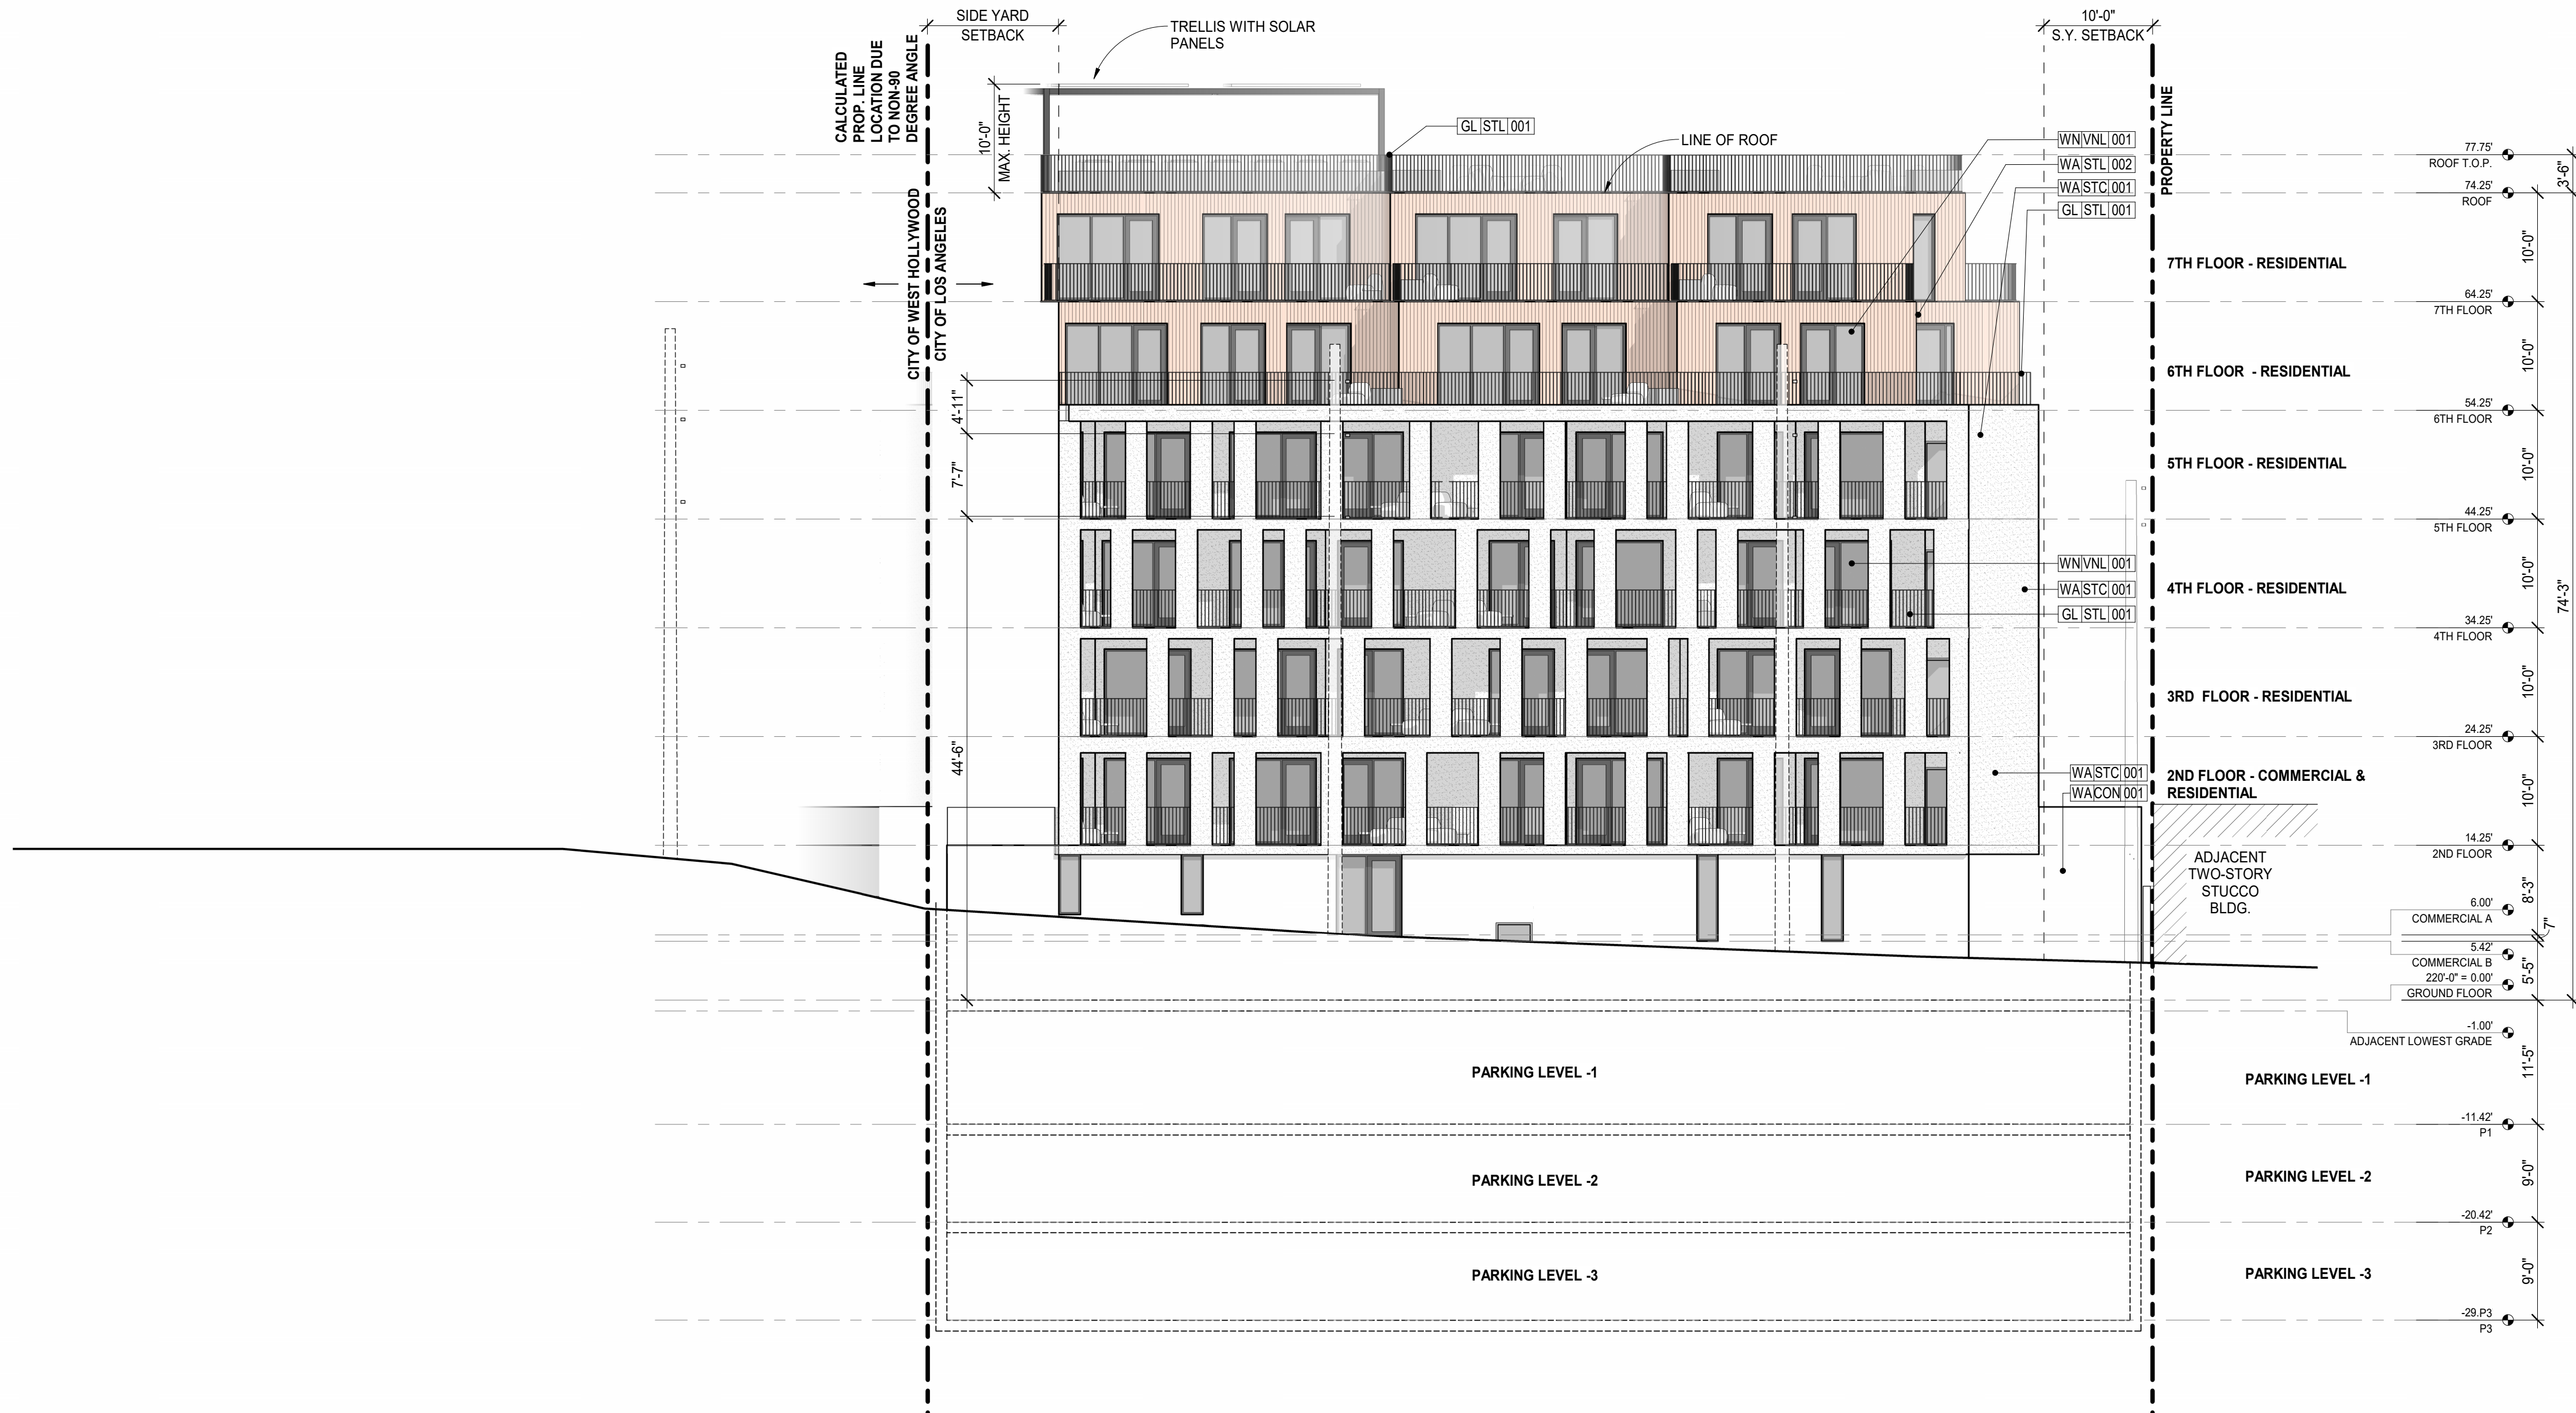 SIDE YARD
SETBACK
TRELLIS WITH SOLAR
PANELS
10'-0"
S.Y. SETBACK
CALCULATED
PROP. LINE
LOCATION DUE
TO NON-90
DEGREE ANGLE
10'-0"
MAX. HEIGHT
GL STL 001
LINE OF ROOF
WN VNL 001
WA STL 002
WA STC 001
GL STL 001
PROPERTY LINE
CITY OF WEST HOLLYWOOD
CITY OF LOS ANGELES
77.75'
ROOF T.O.P.
3'-6"
74.25'
ROOF
7TH FLOOR - RESIDENTIAL
10'-0"
64.25'
7TH FLOOR
6TH FLOOR - RESIDENTIAL
10'-0"
4'-11"
54.25'
6TH FLOOR
7'-7"
5TH FLOOR - RESIDENTIAL
10'-0"
44.25'
5TH FLOOR
WN VNL 001
WA STC 001
GL STL 001
4TH FLOOR - RESIDENTIAL
10'-0"
74'-3"
34.25'
4TH FLOOR
3RD FLOOR - RESIDENTIAL
10'-0"
24.25'
3RD FLOOR
44'-6"
WA STC 001
WA CON 001
2ND FLOOR - COMMERCIAL &
RESIDENTIAL
10'-0"
14.25'
2ND FLOOR
ADJACENT
TWO-STORY
STUCCO
BLDG.
8'-3"
6.00'
COMMERCIAL A
7"
5.42'
COMMERCIAL B
5'-5"
220'-0" = 0.00'
GROUND FLOOR
-1.00'
ADJACENT LOWEST GRADE
PARKING LEVEL -1
PARKING LEVEL -1
11'-5"
-11.42'
P1
PARKING LEVEL -2
PARKING LEVEL -2
9'-0"
-20.42'
P2
PARKING LEVEL -3
PARKING LEVEL -3
9'-0"
-29.P3
P3